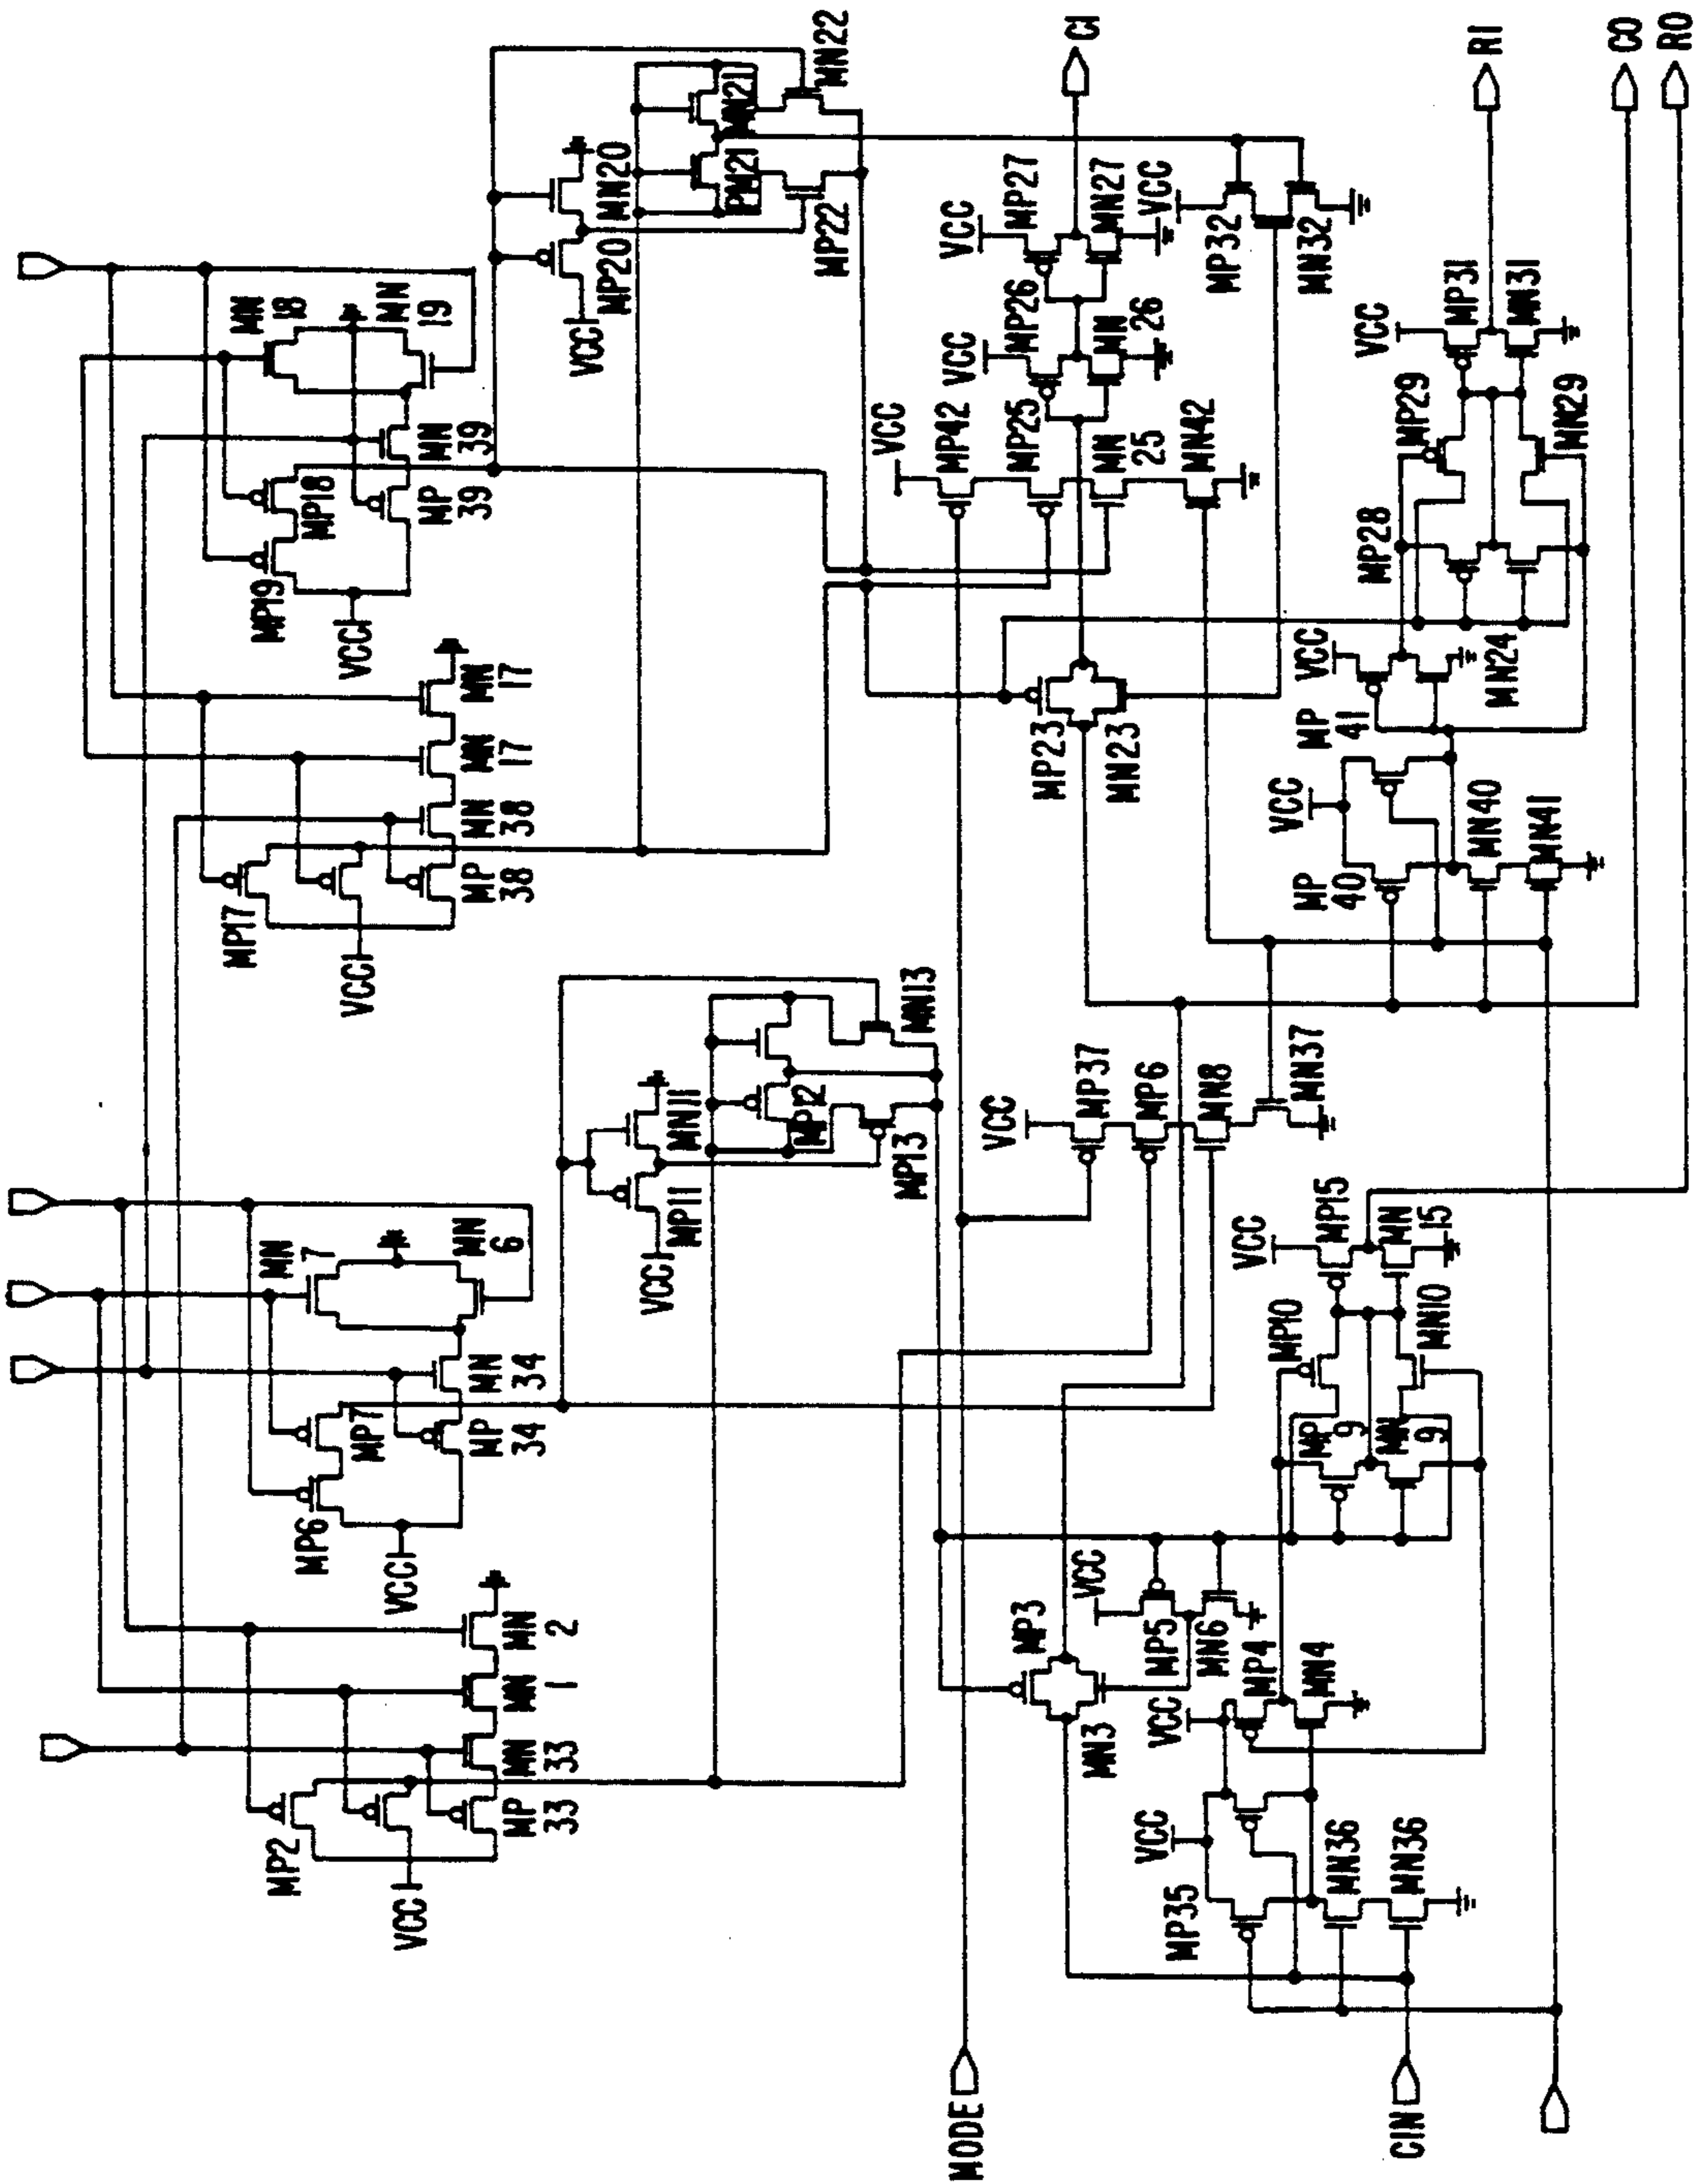 MN
18
MN
19
MP18
MP19
MN
39
MP
39
VCC
MN20
MP20
VCC
MN21
PM21
MN22
MP22
MN
17
MN
17
MN
38
MP
38
MP17
VCC
MN
7
MN
6
MP7
MN
34
MP
34
MP6
VCC
MN
2
MN
1
MN
33
MP
33
MP2
VCC
MN11
MP11
VCC
MP12
MN13
MP13
VCC
MP42
MP25
MN
25
MN42
VCC
MP26
MN
26
VCC
MP27
MN27
C1
VCC
MP32
MN32
MP23
MN23
VCC
MP37
MP6
MN8
MN37
VCC
MP31
MN31
R1
MP29
MN29
MP28
VCC
MP
41
MN24
VCC
MP
40
MN40
MN41
C0
R0
VCC
MP15
MN
15
MP10
MN10
MP
9
MN
9
MP3
MN3
VCC
MP5
MN6
VCC
MP4
MN4
VCC
MP35
MN36
MN36
MODE
CIN